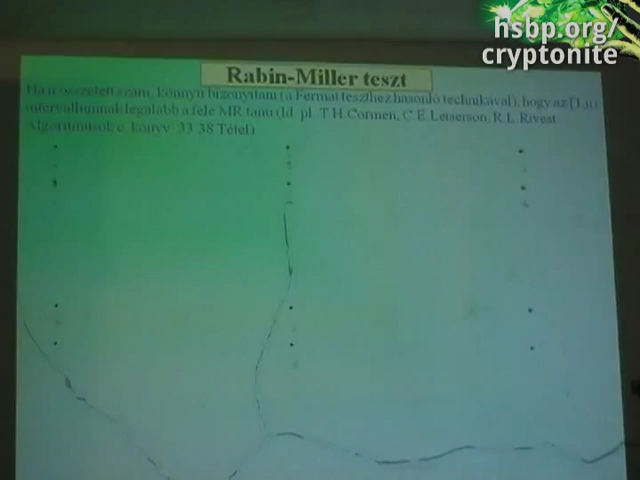 hsbp.org/
cryptonite
Rabin-Miller teszt
Ha n összetett szám, könnyű bizonyítani (a Fermat teszthez hasonló technikával), hogy az [1,n)
intervallumnak legalább a fele MR tanú (ld. pl. T.H.Cormen, C.E.Leiserson, R.L.Rivest
Algoritmusok c. könyv 33.38 Tétel)